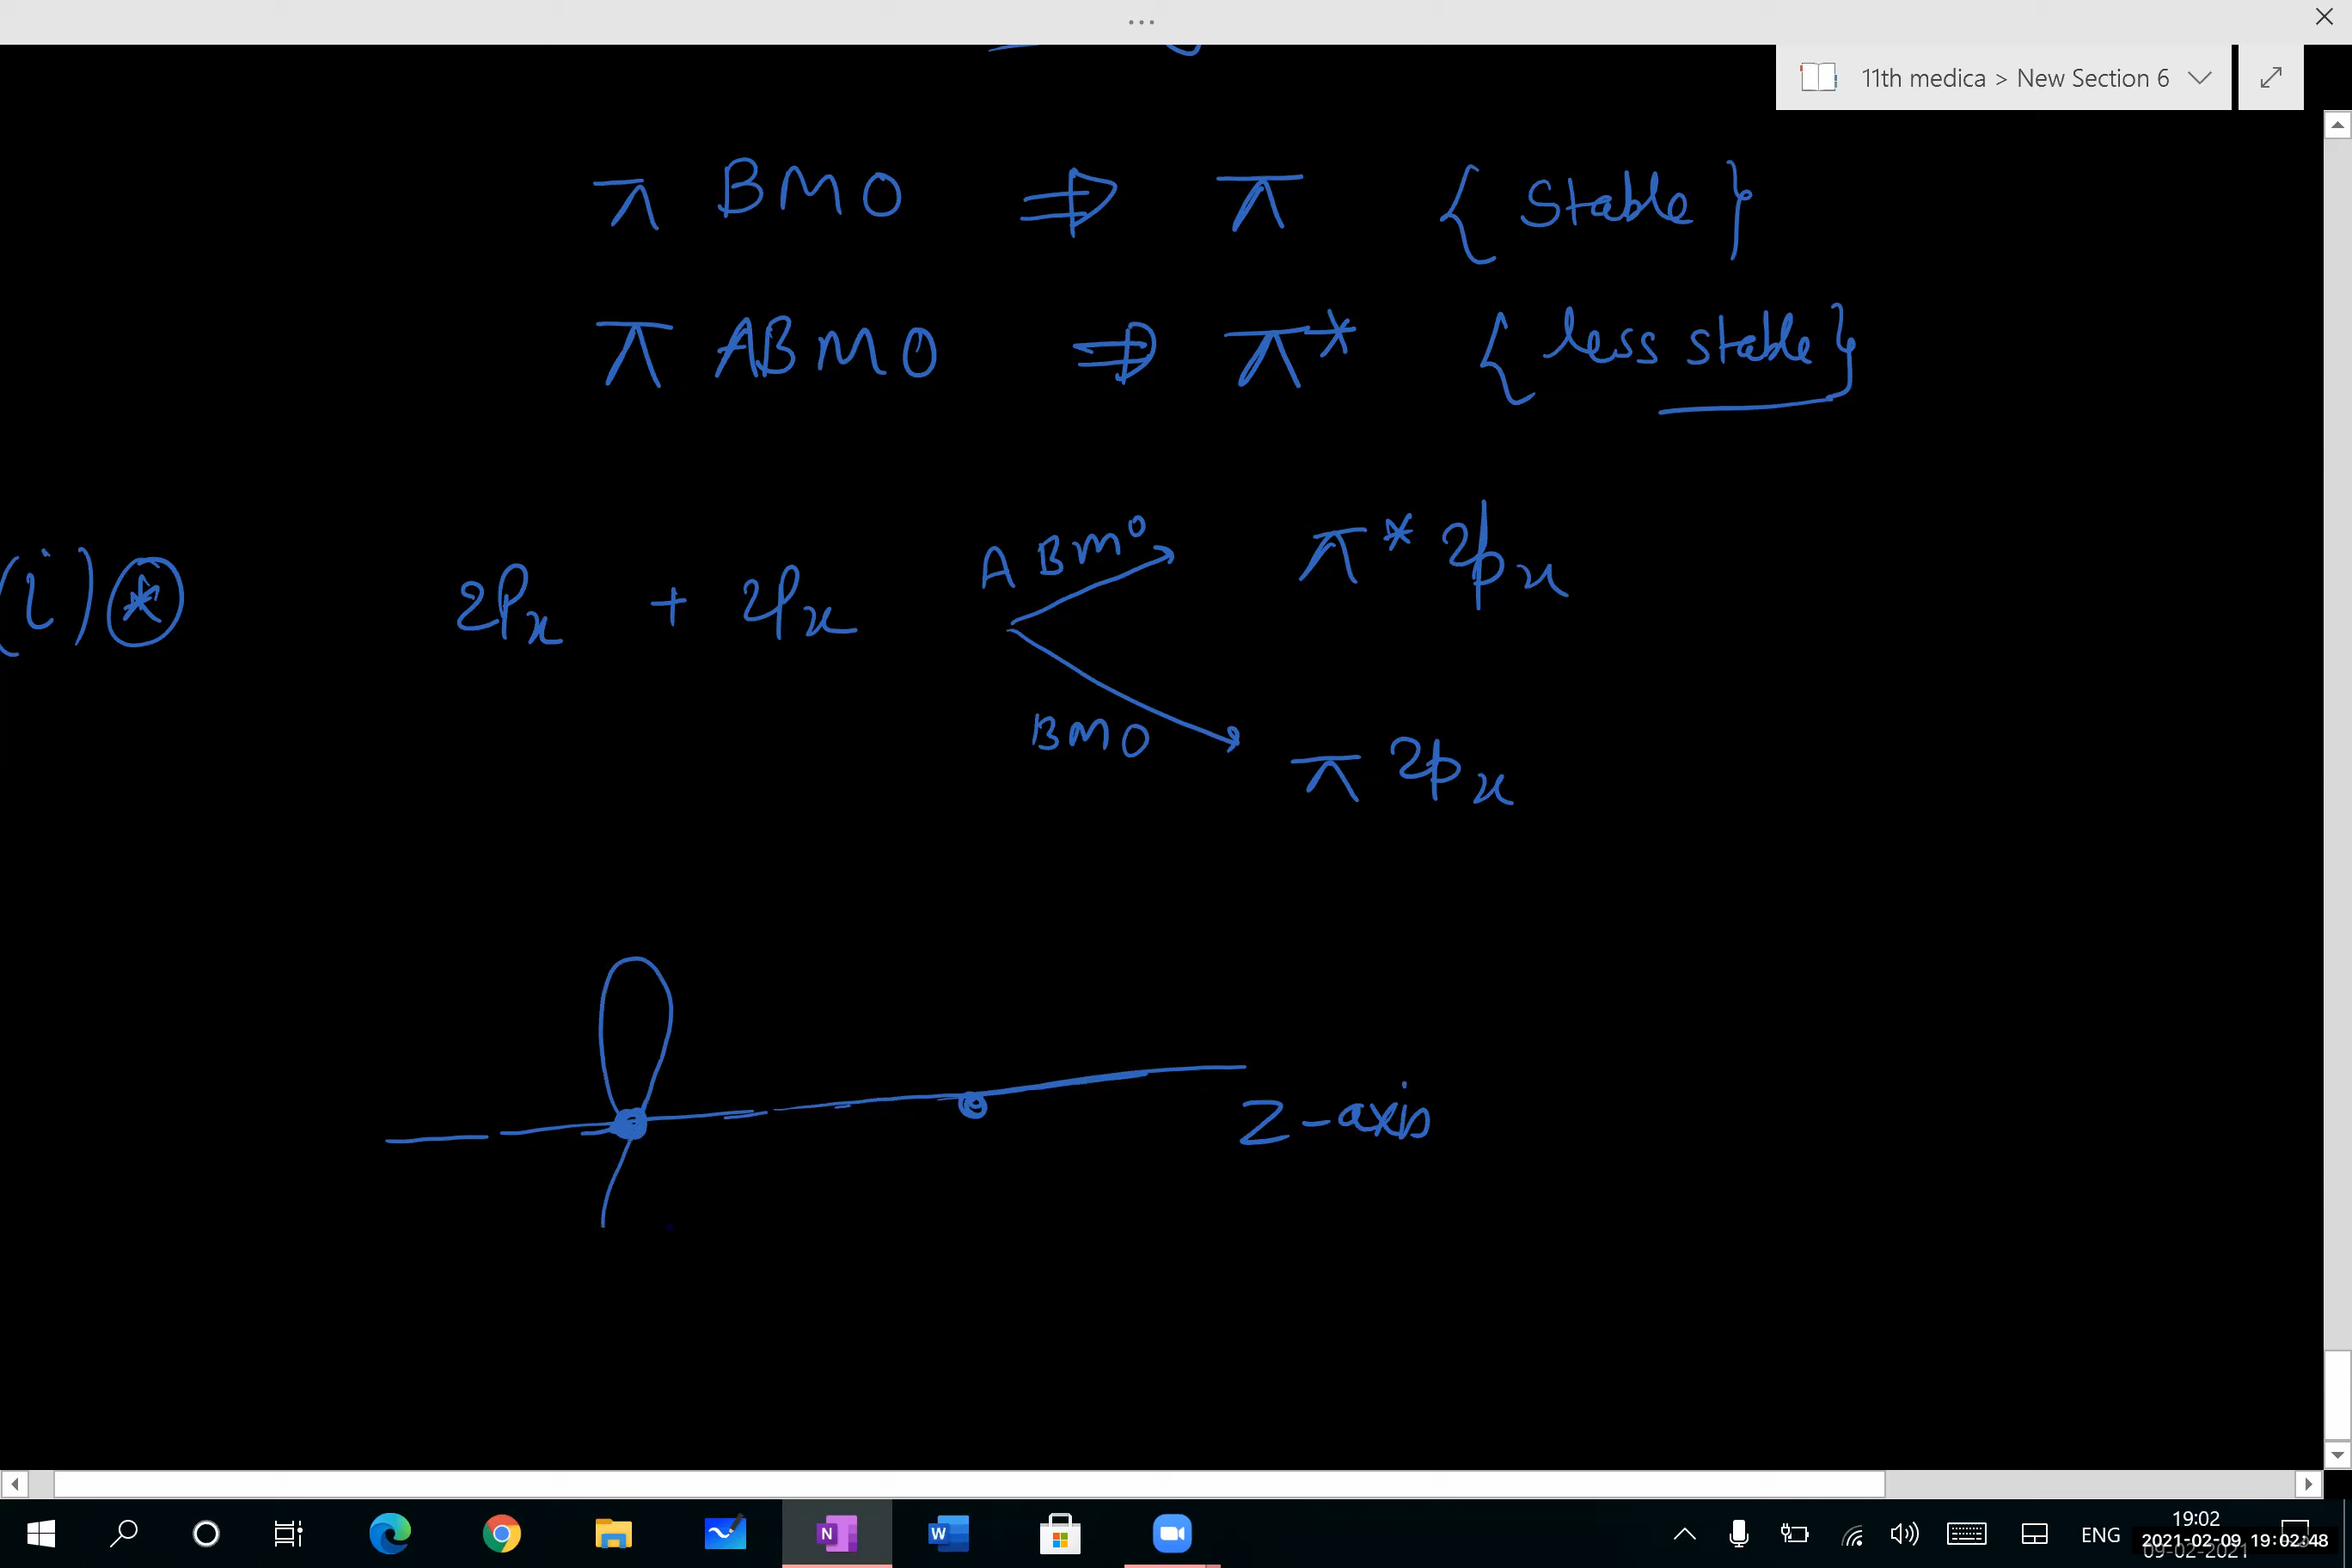 11th medica > New Section 6
π BMO ⇒ π { Stable }
π ABMO ⇒ π* { less stable }
ABMO π* 2px
(i) * 2px + 2px
BMO π 2px
Z-axis
ENG
19:02
09-02-2021
2021-02-09 19:02:48